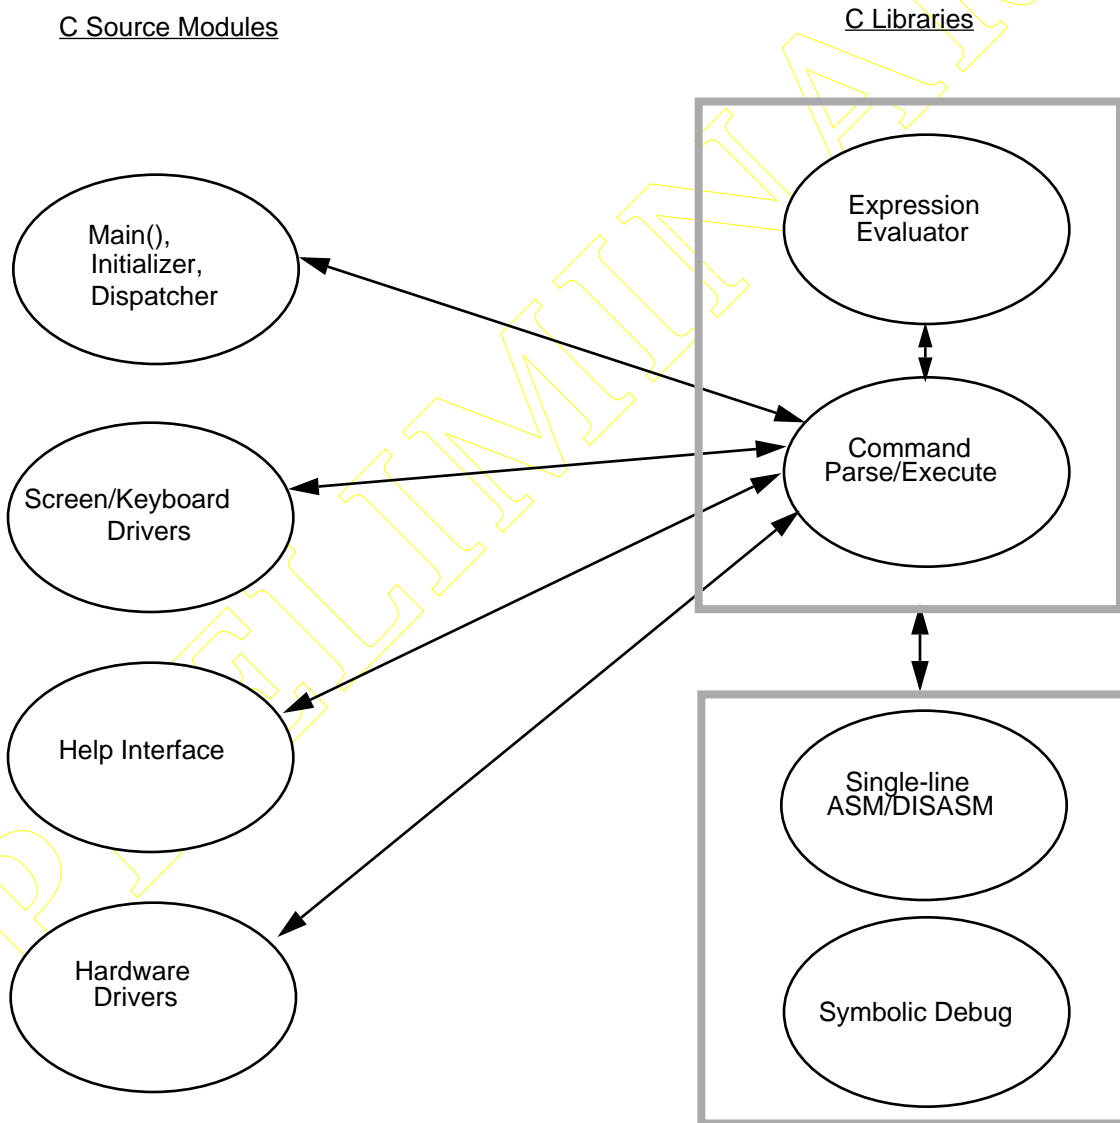 C Source Modules
C Libraries
Main(),
Initializer,
Dispatcher
Screen/Keyboard
Drivers
Help Interface
Hardware
Drivers
Expression
Evaluator
Command
Parse/Execute
Single-line
ASM/DISASM
Symbolic Debug